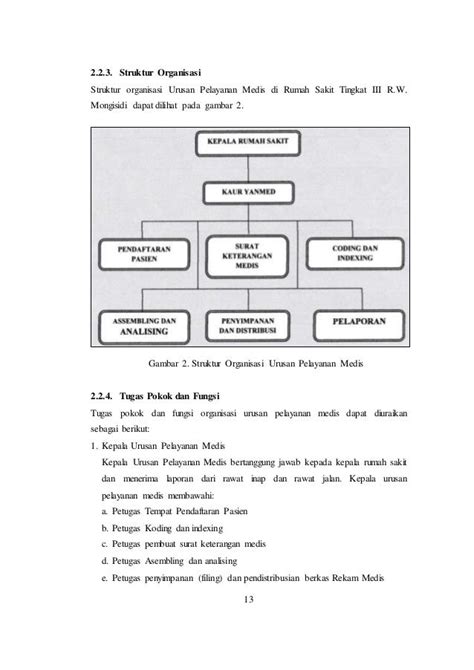 2.2.3. Struktur Organisasi
Struktur organisasi Urusan Pelayanan Medis di Rumah Sakit Tingkat III R.W.
Mongisidi dapat dilihat pada gambar 2.
KEPALA RUMAH SAKIT
KAUR YANMED
PENDAFTARAN
PASIEN
SURAT
KETERANGAN
MEDIS
CODING DAN
INDEXING
ASSEMBLING DAN
ANALISING
PENYIMPANAN
DAN DISTRIBUSI
PELAPORAN
Gambar 2. Struktur Organisasi Urusan Pelayanan Medis
2.2.4. Tugas Pokok dan Fungsi
Tugas pokok dan fungsi organisasi urusan pelayanan medis dapat diuraikan
sebagai berikut:
1. Kepala Urusan Pelayanan Medis
Kepala Urusan Pelayanan Medis bertanggung jawab kepada kepala rumah sakit
dan menerima laporan dari rawat inap dan rawat jalan. Kepala urusan
pelayanan medis membawahi:
a. Petugas Tempat Pendaftaran Pasien
b. Petugas Koding dan indexing
c. Petugas pembuat surat keterangan medis
d. Petugas Asembling dan analising
e. Petugas penyimpanan (filing) dan pendistribusian berkas Rekam Medis
13